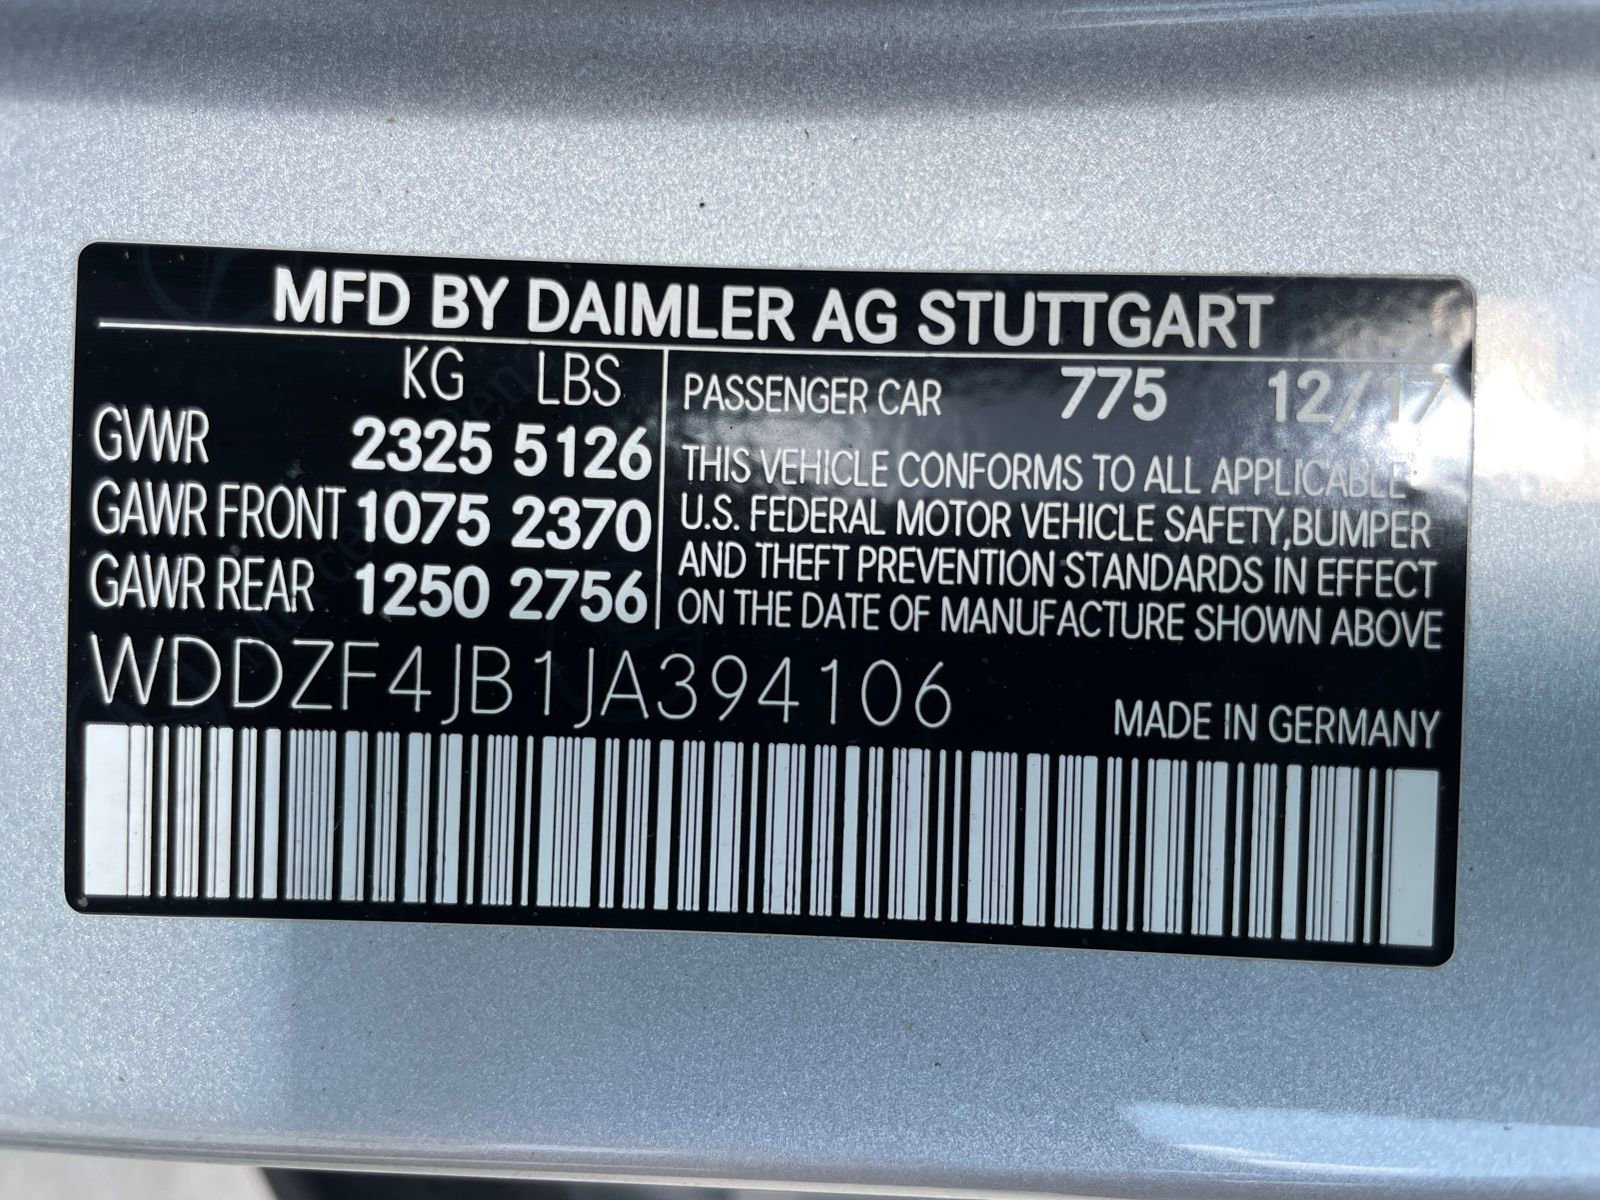 MFD BY DAIMLER AG STUTTGART
KG LBS
GVWR 2325 5126
GAWR FRONT 1075 2370
GAWR REAR 1250 2756
PASSENGER CAR 775 12/17
THIS VEHICLE CONFORMS TO ALL APPLICABLE
U.S. FEDERAL MOTOR VEHICLE SAFETY, BUMPER
AND THEFT PREVENTION STANDARDS IN EFFECT
ON THE DATE OF MANUFACTURE SHOWN ABOVE
WDDZF4JB1JA394106
MADE IN GERMANY